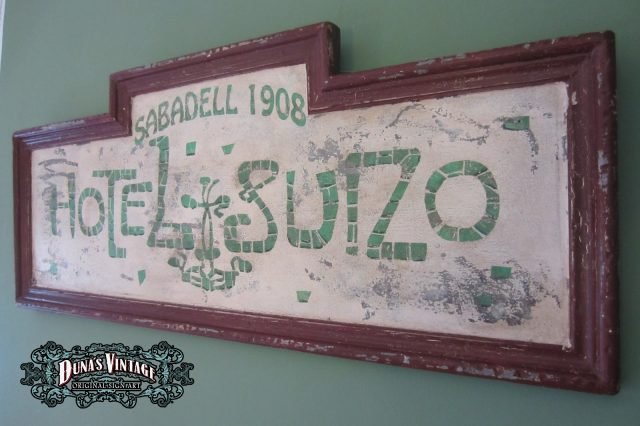 SABADELL 1908
HOTEL SUIZO
DUNA'S VINTAGE
ORIGINAL SIGN ART